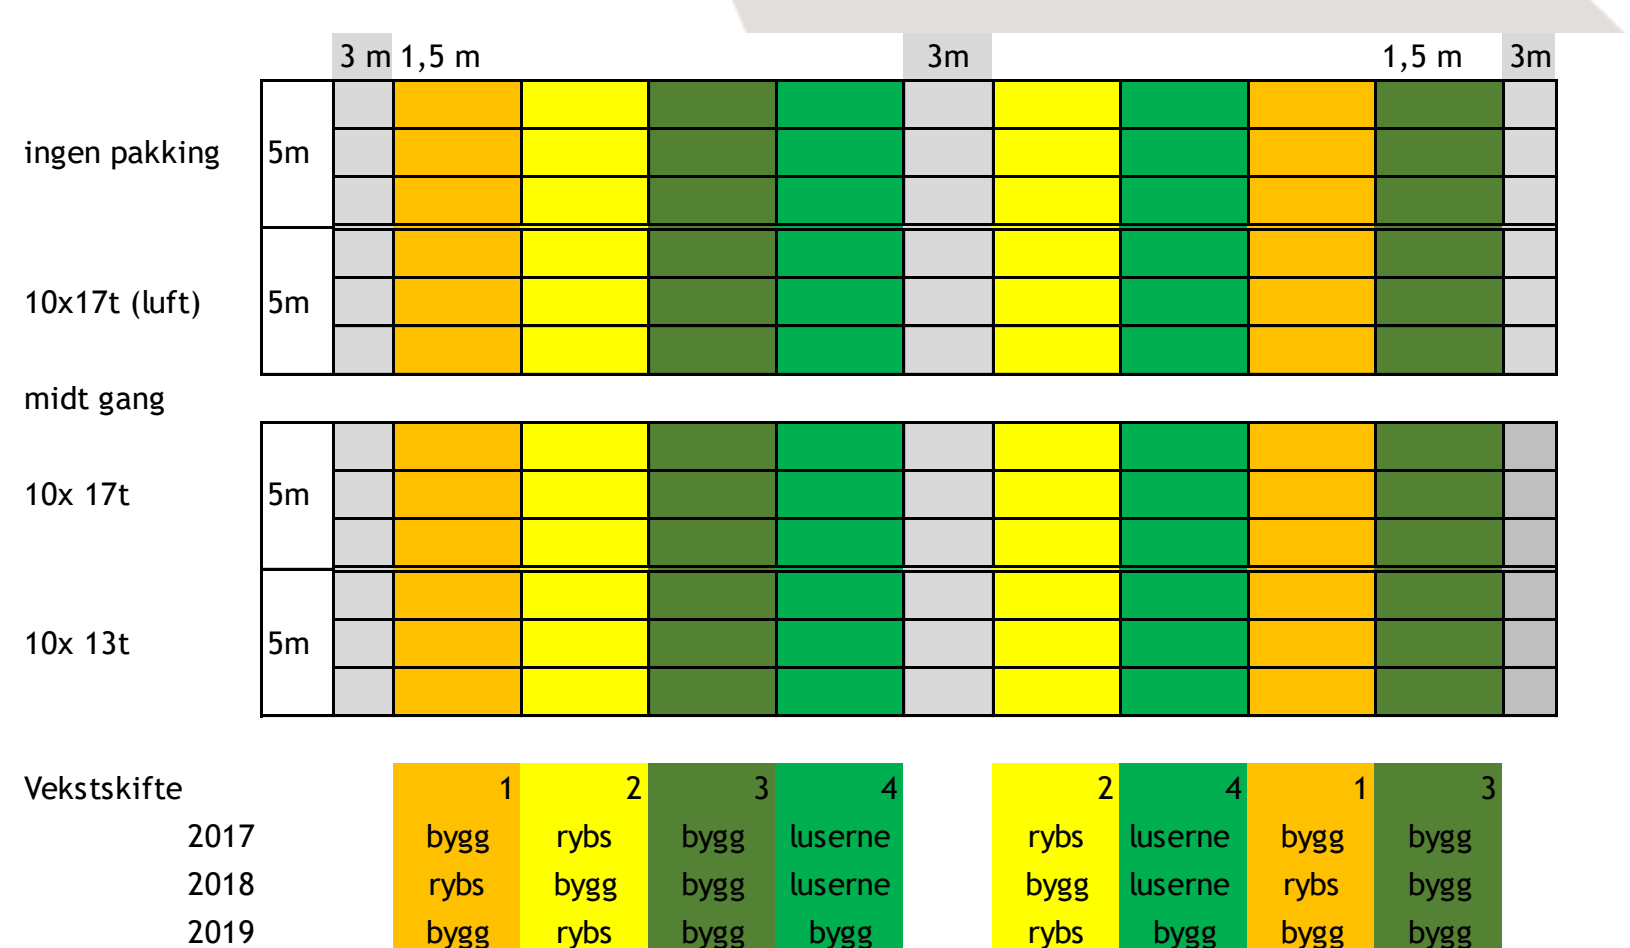 3 m 1,5 m 3m 1,5 m 3m
ingen pakking 5m
10x17t (luft) 5m
midt gang
10x 17t 5m
10x 13t 5m
Vekstskifte 1 2 3 4 2 4 1 3
2017 bygg rybs bygg luserne rybs luserne bygg bygg
2018 rybs bygg bygg luserne bygg luserne rybs bygg
2019 bygg rybs bygg bygg rybs bygg bygg bygg